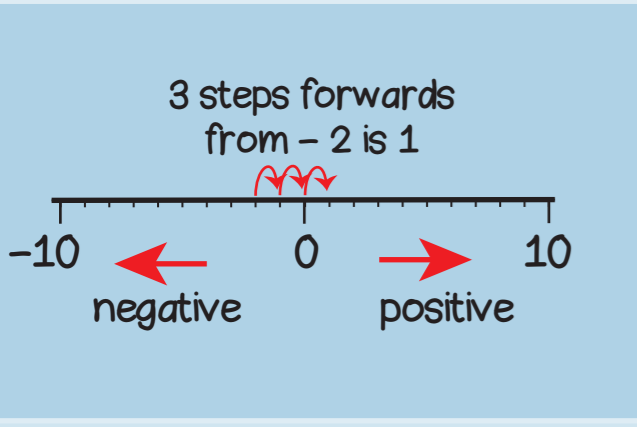 3 steps forwards
from – 2 is 1
–10 0 10
negative positive